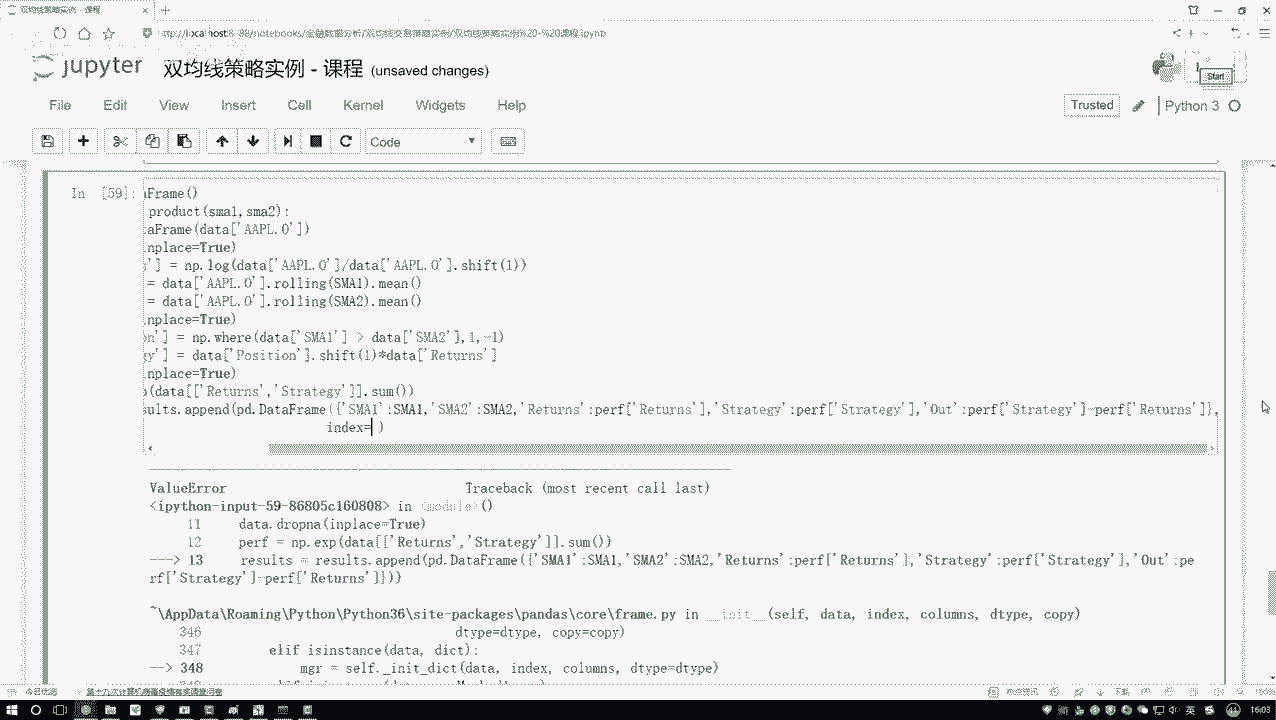 双均线策略实例 - 课程
localhost:8888/notebooks/金融数据分析/双均线交易策略实例/双均线策略实例%20-%20课程.ipynb
jupyter 双均线策略实例 - 课程 (unsaved changes)
Start
File Edit View Insert Cell Kernel Widgets Help
Trusted Python 3
Code
In [59]:
aFrame()
product(sma1,sma2):
aFrame(data['AAPL.O'])
nplace=True)
'] = np.log(data['AAPL.O']/data['AAPL.O'].shift(1))
= data['AAPL.O'].rolling(SMA1).mean()
= data['AAPL.O'].rolling(SMA2).mean()
nplace=True)
on'] = np.where(data['SMA1'] > data['SMA2'],1,-1)
gy'] = data['Position'].shift(1)*data['Returns']
nplace=True)
(data[['Returns','Strategy']].sum())
sults.append(pd.DataFrame({'SMA1':SMA1,'SMA2':SMA2,'Returns':perf['Returns'],'Strategy':perf['Strategy'],'Out':perf['Strategy']-perf['Returns']},
index= )
ValueError Traceback (most recent call last)
<ipython-input-59-86805c160808> in <module>()
11 data.dropna(inplace=True)
12 perf = np.exp(data[['Returns','Strategy']].sum())
---> 13 results = results.append(pd.DataFrame({'SMA1':SMA1,'SMA2':SMA2,'Returns':perf['Returns'],'Strategy':perf['Strategy'],'Out':pe
rf['Strategy']-perf['Returns']}))
~\AppData\Roaming\Python\Python36\site-packages\pandas\core\frame.py in __init__(self, data, index, columns, dtype, copy)
346 dtype=dtype, copy=copy)
347 elif isinstance(data, dict):
--> 348 mgr = self._init_dict(data, index, columns, dtype=dtype)
今日优选
下载
英
16:03